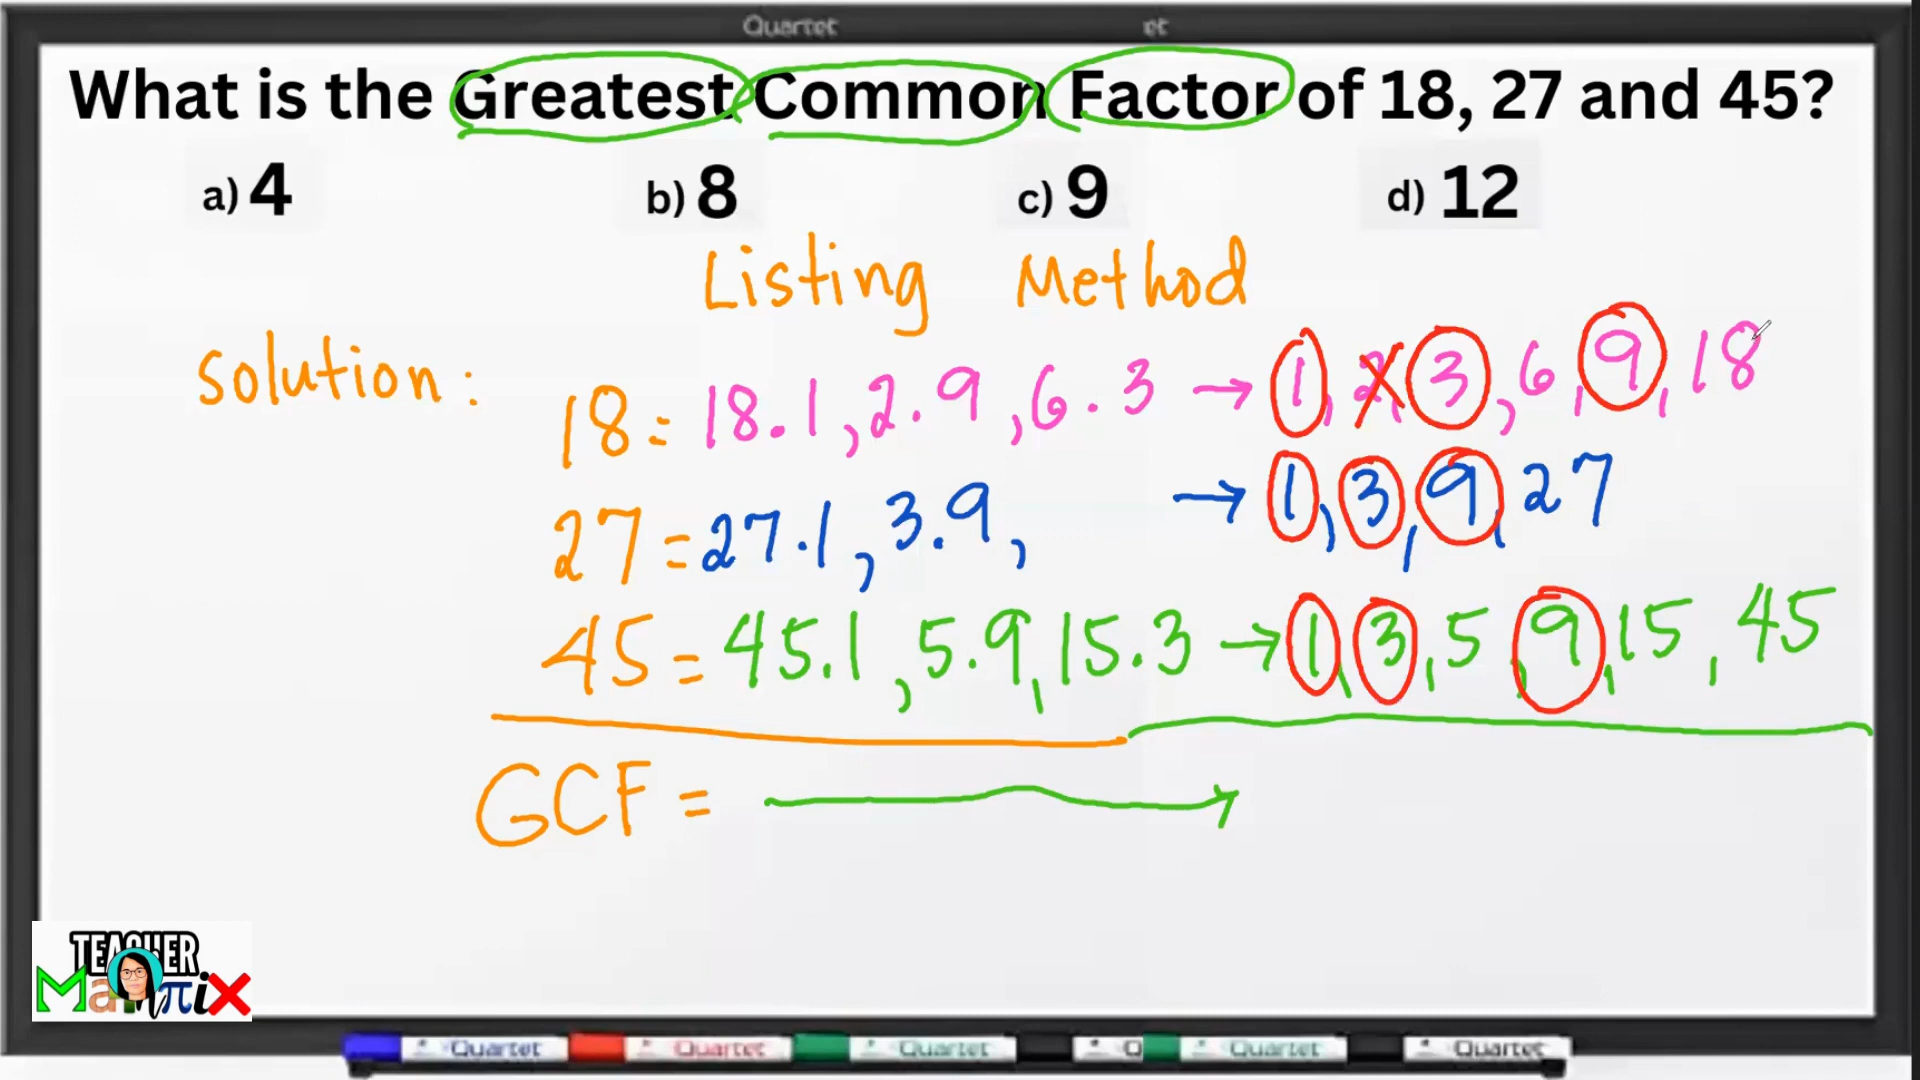 Quartet et
What is the Greatest Common Factor of 18, 27 and 45?
a) 4 b) 8 c) 9 d) 12
Listing Method
Solution:
18 = 18.1, 2.9, 6.3 → 1, 2, 3, 6, 9, 18
27 = 27.1, 3.9, → 1, 3, 9, 27
45 = 45.1, 5.9, 15.3 → 1, 3, 5, 9, 15, 45
GCF = →
TEACHER
Quartet Quartet Quartet Q Quartet Quartet